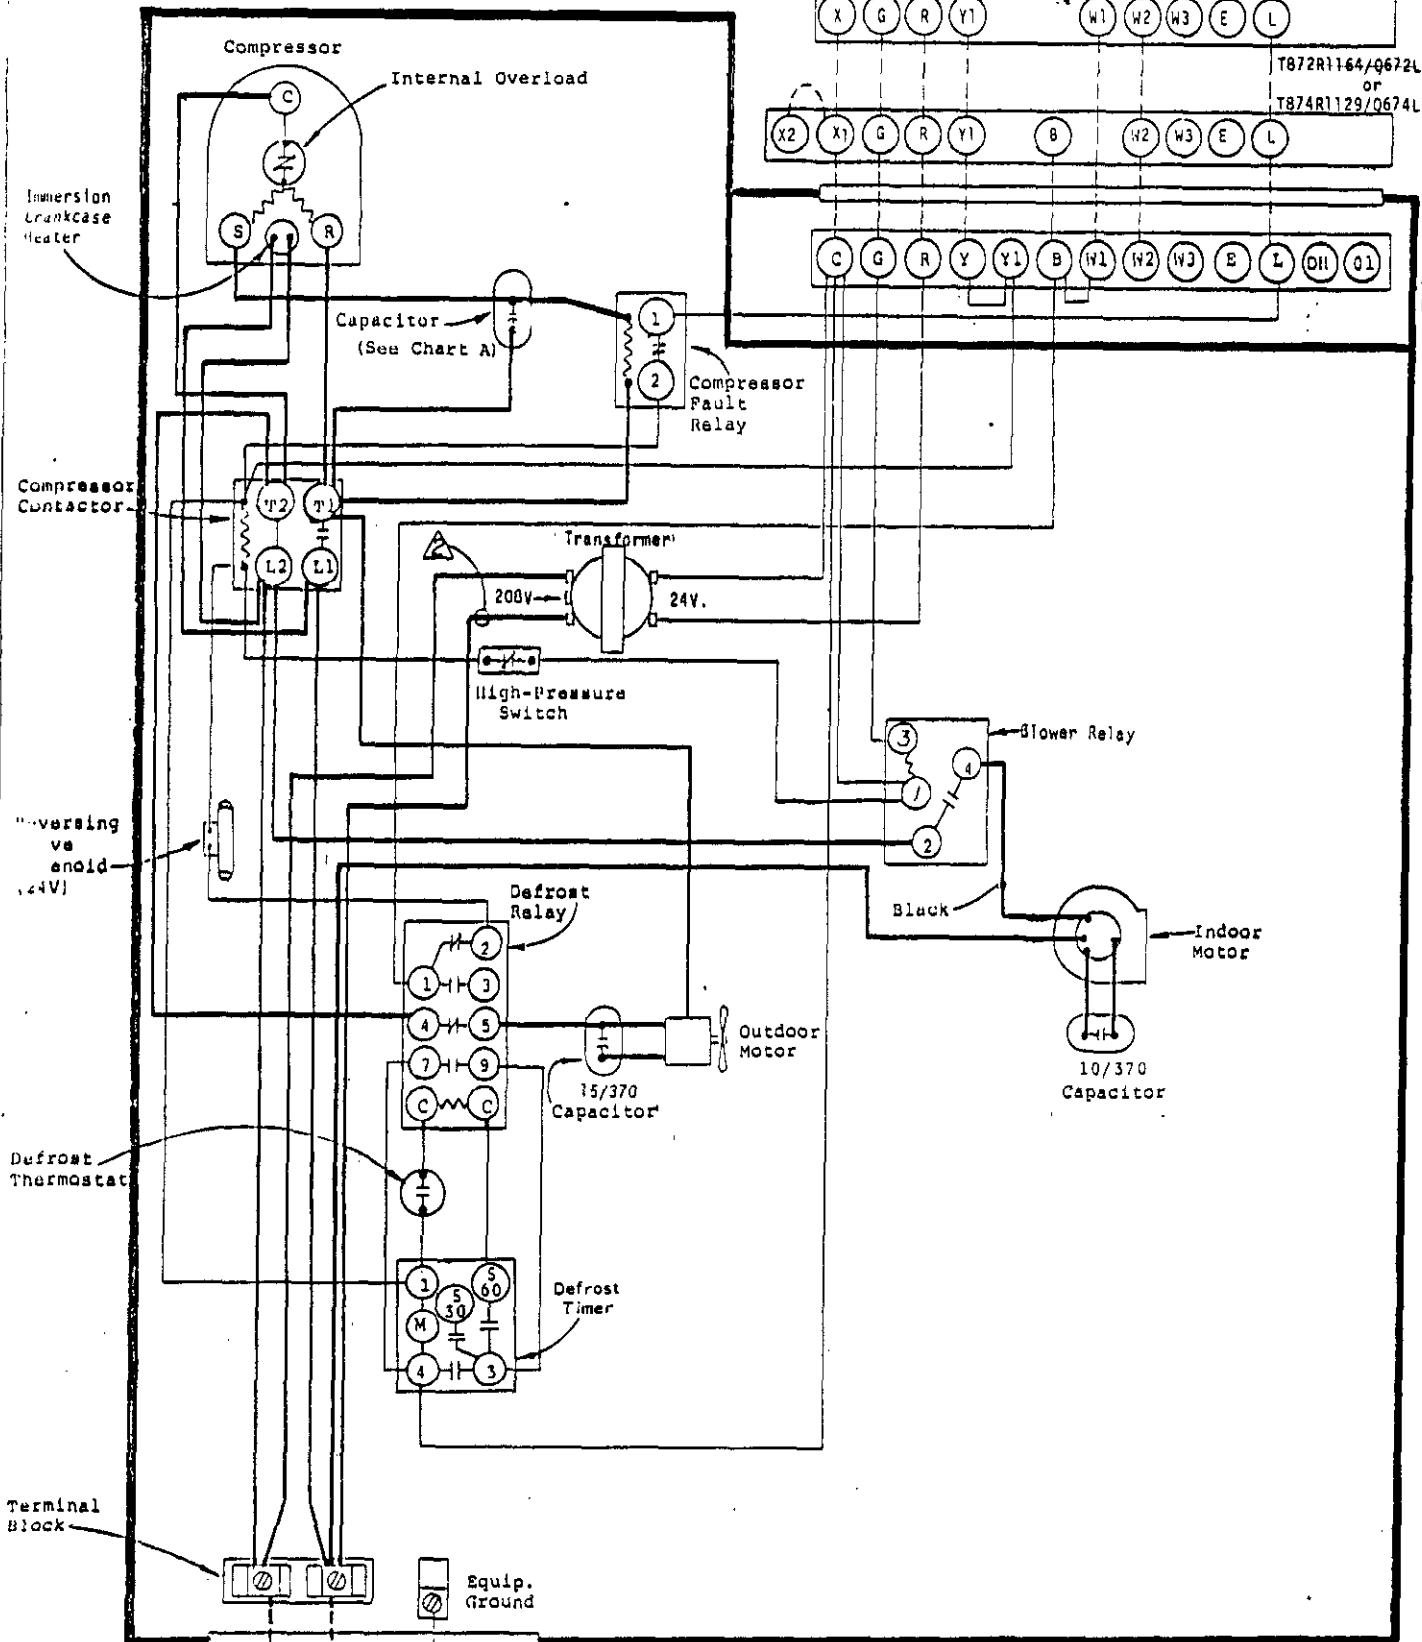 X G R Y1 W1 W2 W3 E L
T872R1164/Q672L
or
T874R1129/Q674L
X2 X1 G R Y1 B W2 W3 E L
C G R Y Y1 B W1 W2 W3 E L DH O1
Compressor
Internal Overload
C
S R
Immersion
Crankcase
Heater
Capacitor
(See Chart A)
1
2
Compressor
Fault
Relay
Compressor
Contactor
T2 T1
L2 L1
2
Transformer
208V
24V.
High-Pressure
Switch
Blower Relay
3
4
1
2
versing
ve
enoid
(24V)
Defrost
Relay
2
1 3
4 5
7 9
C C
Black
Indoor
Motor
10/370
Capacitor
Outdoor
Motor
15/370
Capacitor
Defrost
Thermostat
1
S
60
S
30
M
4 3
Defrost
Timer
Terminal
Block
Equip.
Ground